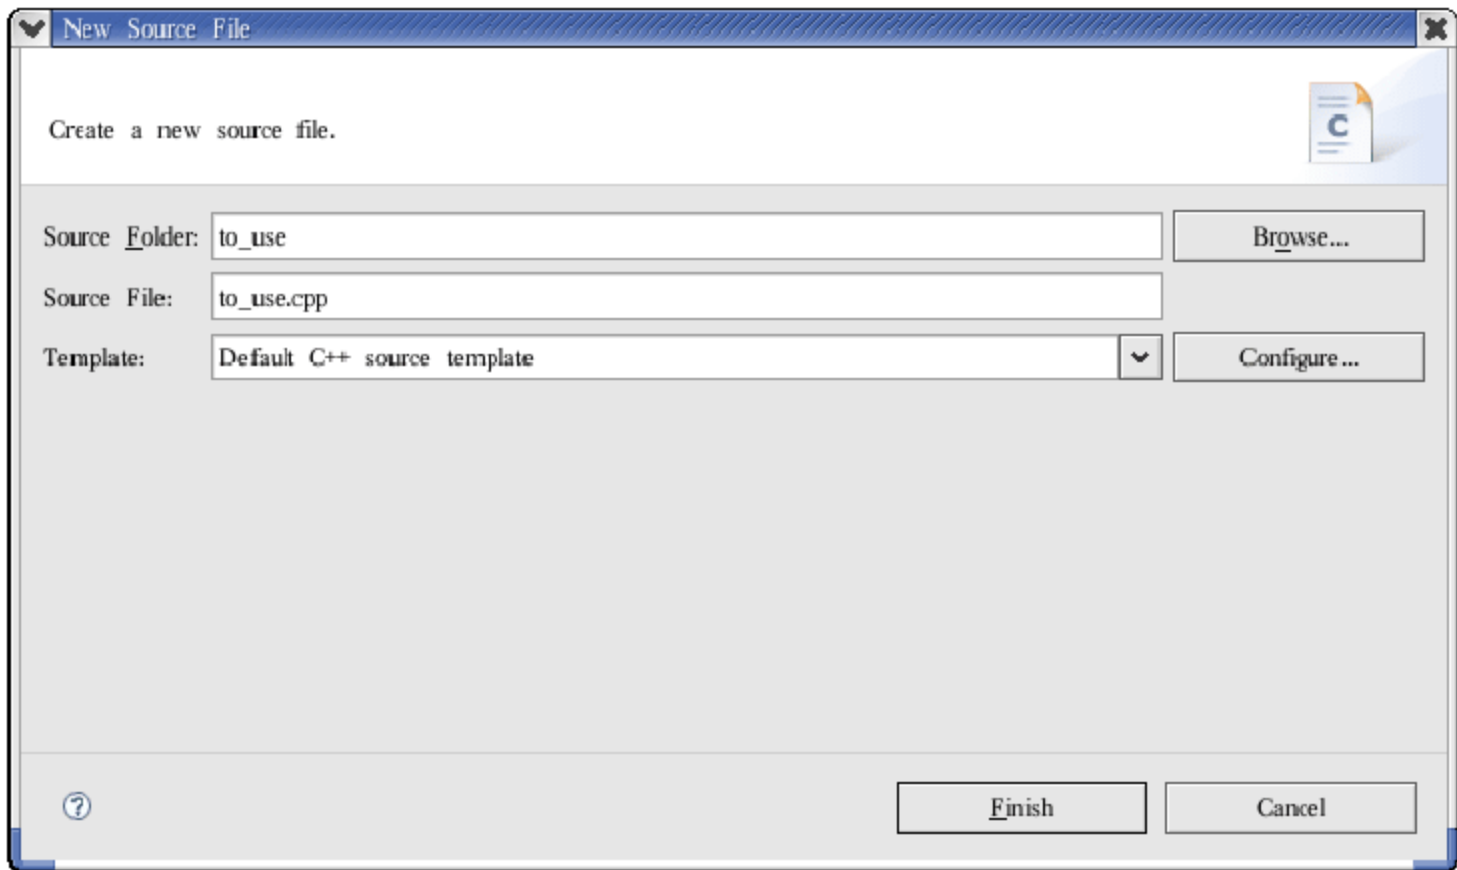 New Source File
Create a new source file.
C
Source Folder: to_use Browse...
Source File: to_use.cpp
Template: Default C++ source template Configure...
? Finish Cancel